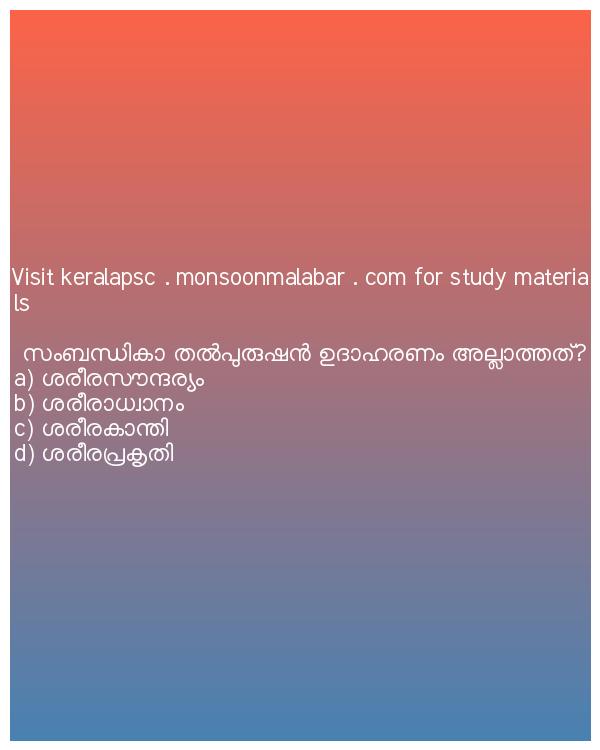 Visit keralapsc . monsoonmalabar . com for study materia
ls
സംബന്ധികാ തൽപുരുഷൻ ഉദാഹരണം അല്ലാത്തത്?
a) ശരീരസൗന്ദര്യം
b) ശരീരാധ്വാനം
c) ശരീരകാന്തി
d) ശരീരപ്രകൃതി